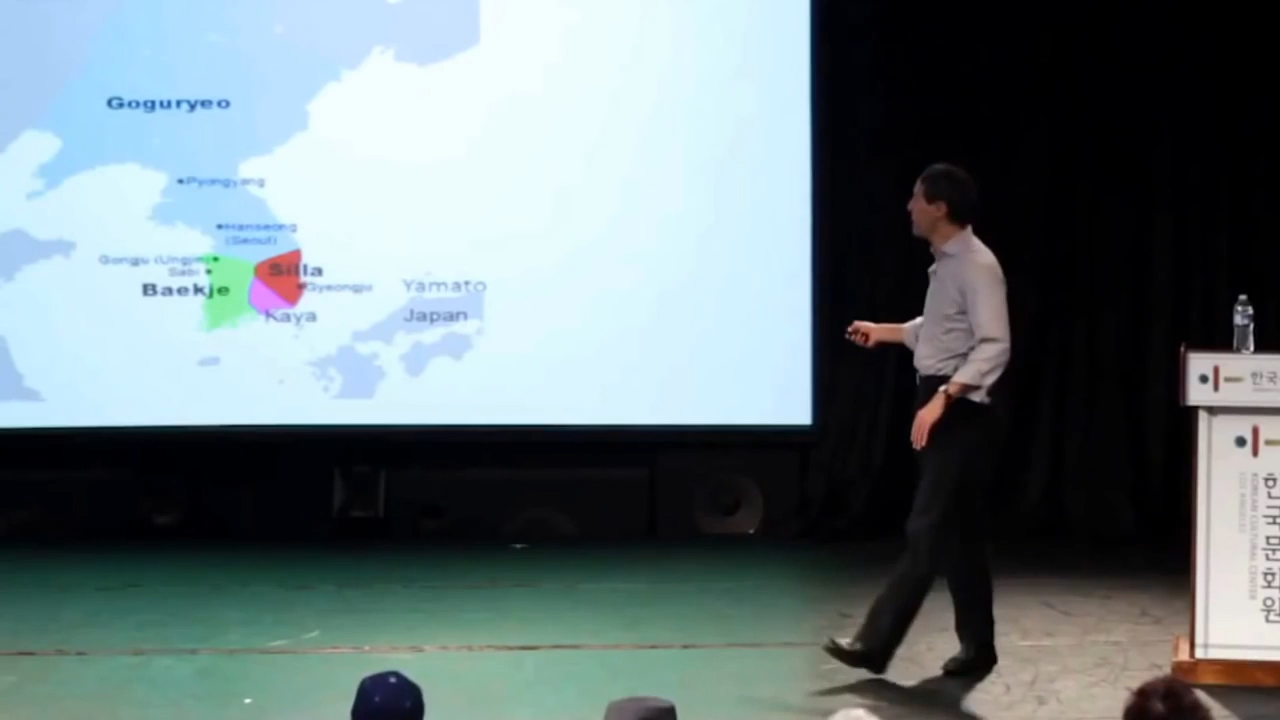 Goguryeo
Pyongyang
Hanseong
(Seoul)
Gongju (Ungjin)
Sabi
Baekje
Silla
Gyeongju
Kaya
Yamato
Japan
한국
한국문화원
KOREAN CULTURAL CENTER
LOS ANGELES